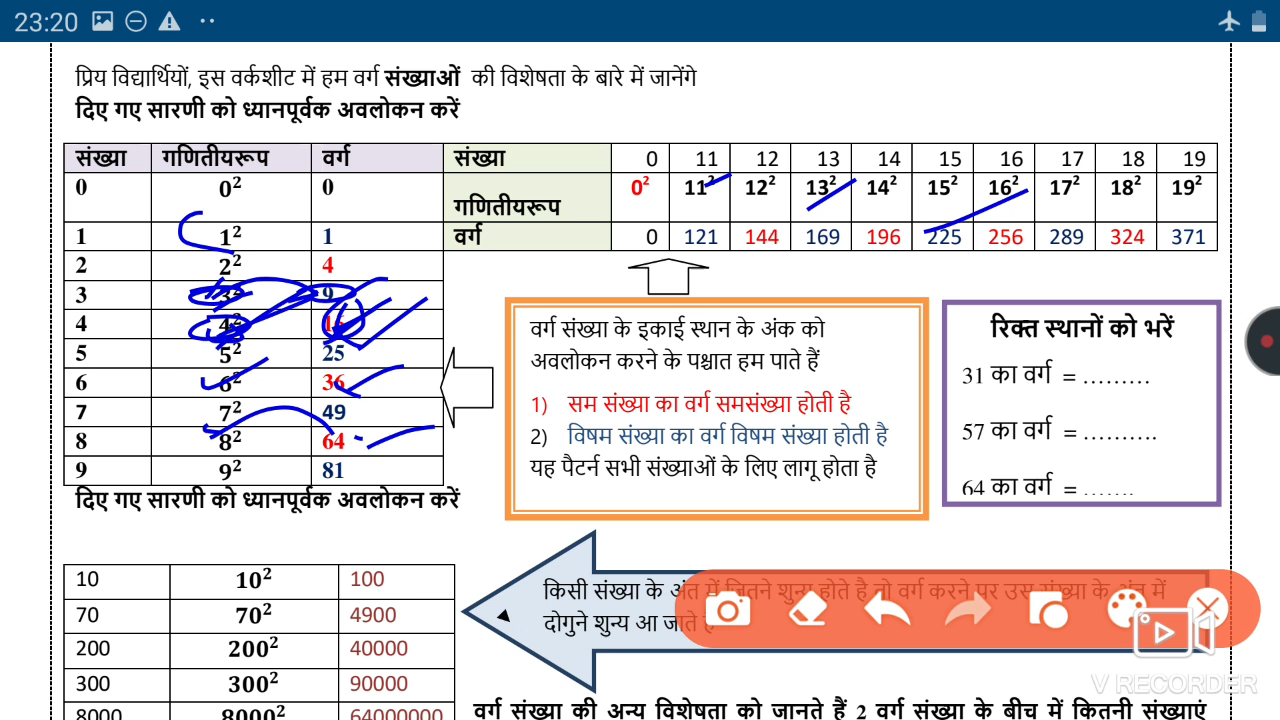 23:20
प्रिय विद्यार्थियों, इस वर्कशीट में हम वर्ग संख्याओं की विशेषता के बारे में जानेंगे
दिए गए सारणी को ध्यानपूर्वक अवलोकन करें
संख्या गणितीयरूप वर्ग
0 0² 0
1 1² 1
2 2² 4
3 3² 9
4 4²
5 5² 25
6 6² 36
7 7² 49
8 8² 64
9 9² 81
संख्या 0 11 12 13 14 15 16 17 18 19
गणितीयरूप 0² 11² 12² 13² 14² 15² 16² 17² 18² 19²
वर्ग 0 121 144 169 196 225 256 289 324 371
वर्ग संख्या के इकाई स्थान के अंक को
अवलोकन करने के पश्चात हम पाते हैं
1) सम संख्या का वर्ग समसंख्या होती है
2) विषम संख्या का वर्ग विषम संख्या होती है
यह पैटर्न सभी संख्याओं के लिए लागू होता है
रिक्त स्थानों को भरें
31 का वर्ग = ………
57 का वर्ग = ……….
64 का वर्ग = …….
दिए गए सारणी को ध्यानपूर्वक अवलोकन करें
10 10² 100
70 70² 4900
200 200² 40000
300 300² 90000
8000 8000² 64000000
किसी संख्या के अंत में जितने शुन्य होते है तो वर्ग करने पर उस संख्या के अंत में
दोगुने शुन्य आ जाते है
V RECORDER
वर्ग संख्या की अन्य विशेषता को जानते हैं 2 वर्ग संख्या के बीच में कितनी संख्याएं